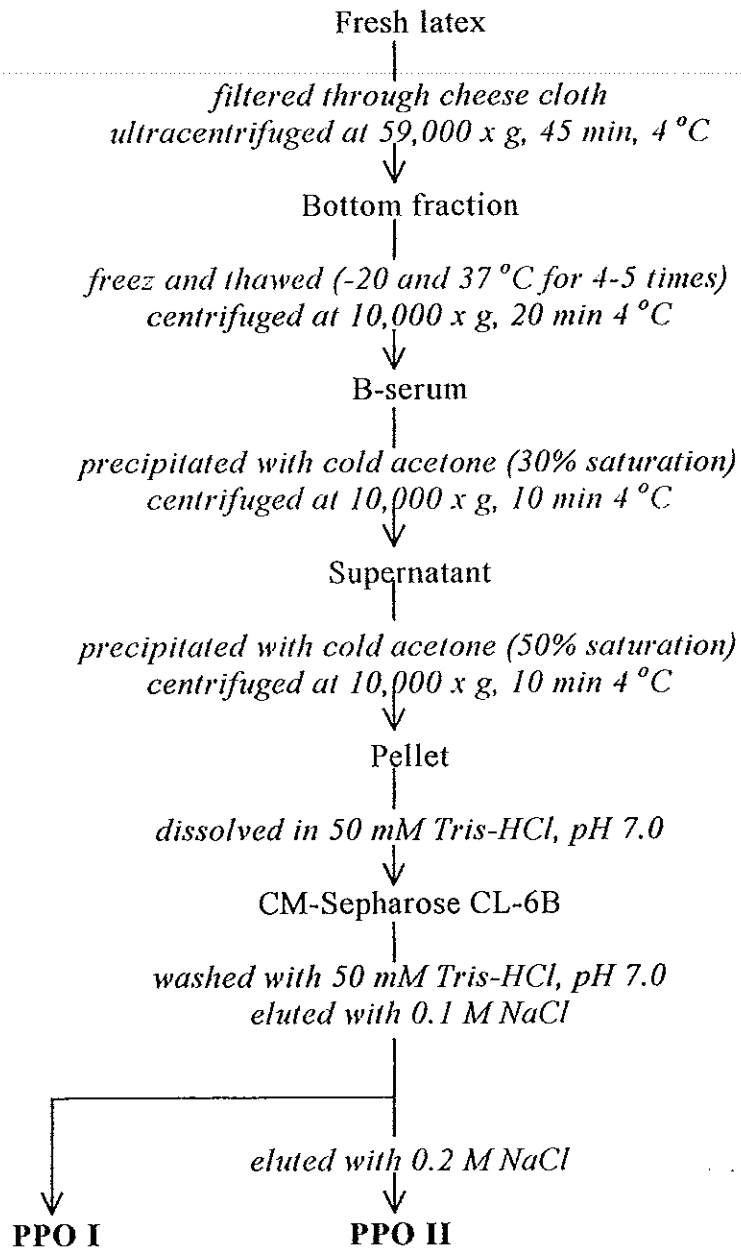 Fresh latex
filtered through cheese cloth
ultracentrifuged at 59,000 x g, 45 min, 4 °C
Bottom fraction
freez and thawed (-20 and 37 °C for 4-5 times)
centrifuged at 10,000 x g, 20 min 4 °C
B-serum
precipitated with cold acetone (30% saturation)
centrifuged at 10,000 x g, 10 min 4 °C
Supernatant
precipitated with cold acetone (50% saturation)
centrifuged at 10,000 x g, 10 min 4 °C
Pellet
dissolved in 50 mM Tris-HCl, pH 7.0
CM-Sepharose CL-6B
washed with 50 mM Tris-HCl, pH 7.0
eluted with 0.1 M NaCl
eluted with 0.2 M NaCl
PPO I PPO II